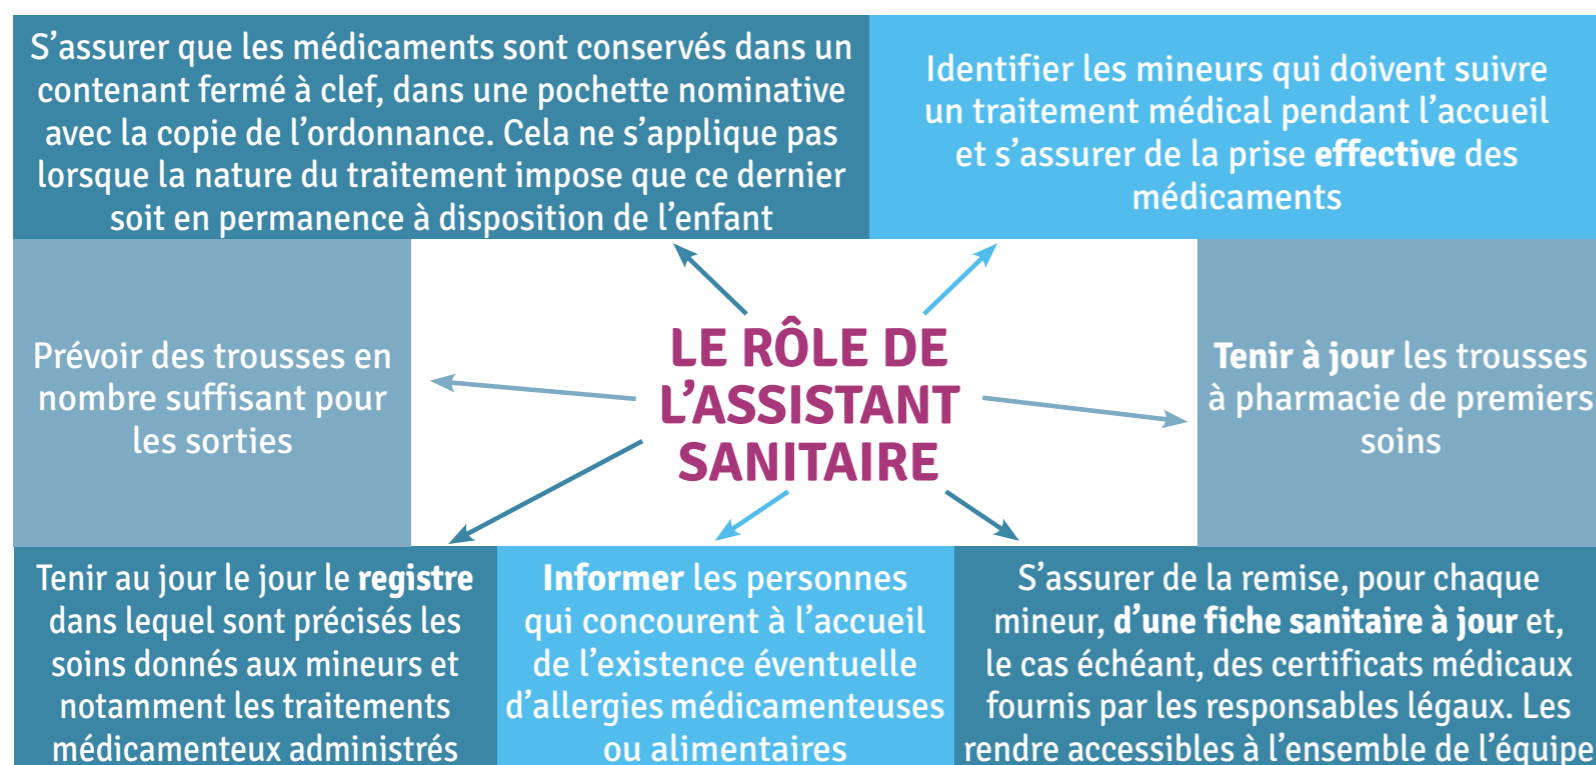 S’assurer que les médicaments sont conservés dans un
contenant fermé à clef, dans une pochette nominative
avec la copie de l’ordonnance. Cela ne s’applique pas
lorsque la nature du traitement impose que ce dernier
soit en permanence à disposition de l’enfant
Identifier les mineurs qui doivent suivre
un traitement médical pendant l’accueil
et s’assurer de la prise effective des
médicaments
Prévoir des trousses en
nombre suffisant pour
les sorties
LE RÔLE DE
L’ASSISTANT
SANITAIRE
Tenir à jour les trousses
à pharmacie de premiers
soins
Tenir au jour le jour le registre
dans lequel sont précisés les
soins donnés aux mineurs et
notamment les traitements
médicamenteux administrés
Informer les personnes
qui concourent à l’accueil
de l’existence éventuelle
d’allergies médicamenteuses
ou alimentaires
S’assurer de la remise, pour chaque
mineur, d’une fiche sanitaire à jour et,
le cas échéant, des certificats médicaux
fournis par les responsables légaux. Les
rendre accessibles à l’ensemble de l’équipe